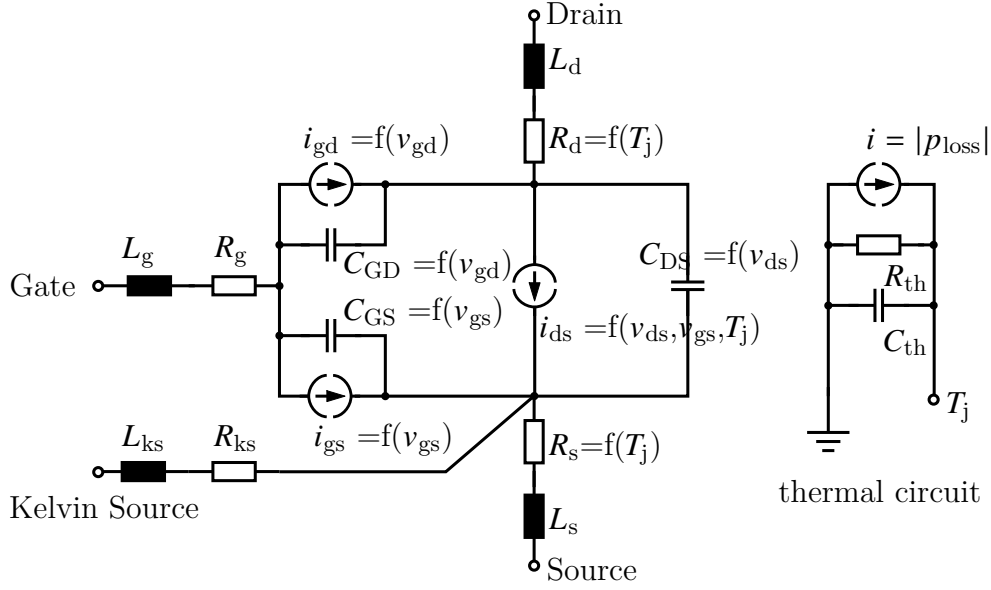 Drain
L_d
R_d=f(T_j)
i_gd =f(v_gd)
i = |p_loss|
L_g
R_g
C_GD =f(v_gd)
C_DS =f(v_ds)
R_th
Gate
C_GS =f(v_gs)
i_ds =f(v_ds,v_gs,T_j)
C_th
T_j
i_gs =f(v_gs)
L_ks
R_ks
R_s=f(T_j)
Kelvin Source
thermal circuit
L_s
Source